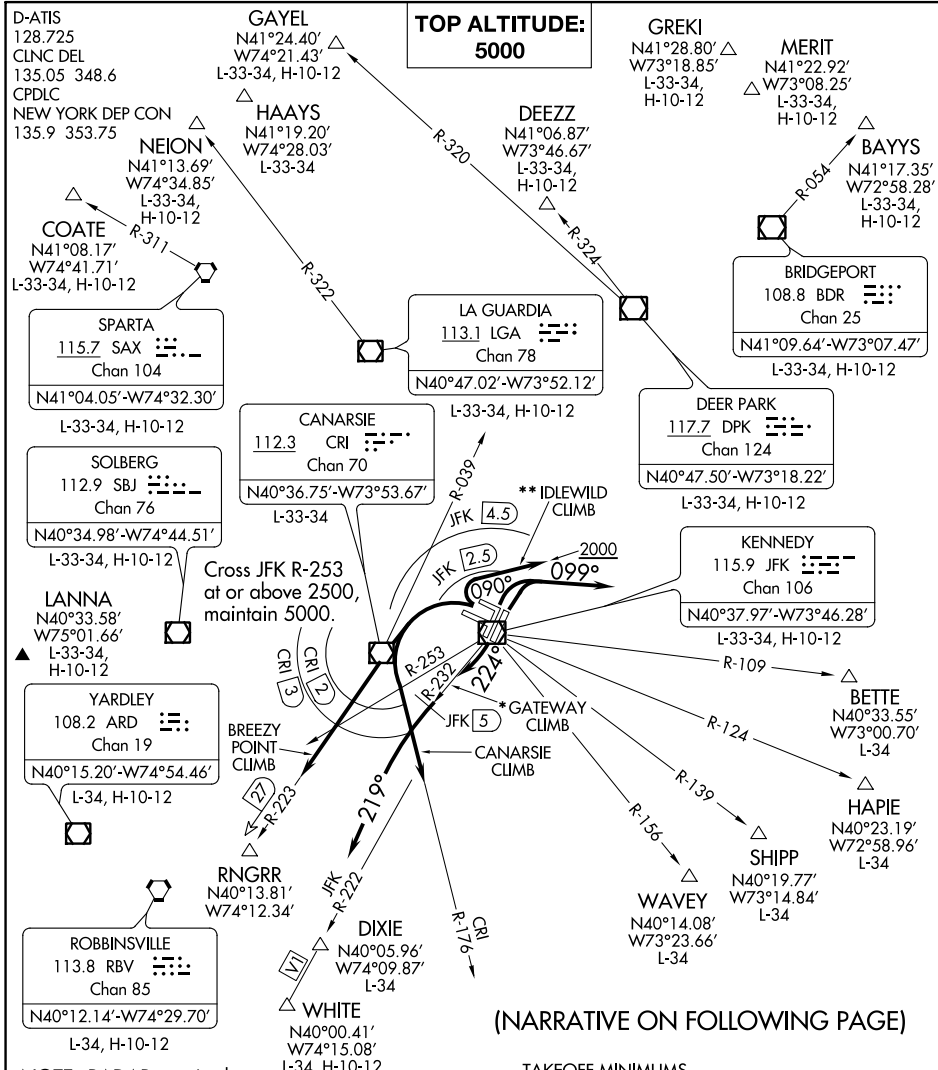 D-ATIS
128.725
CLNC DEL
135.05 348.6
CPDLC
NEW YORK DEP CON
135.9 353.75
GAYEL
N41°24.40'
W74°21.43'
L-33-34, H-10-12
TOP ALTITUDE:
5000
GREKI
N41°28.80'
W73°18.85'
L-33-34,
H-10-12
MERIT
N41°22.92'
W73°08.25'
L-33-34,
H-10-12
HAAYS
N41°19.20'
W74°28.03'
L-33-34
DEEZZ
N41°06.87'
W73°46.67'
L-33-34,
H-10-12
BAYYS
N41°17.35'
W72°58.28'
L-33-34,
H-10-12
NEION
N41°13.69'
W74°34.85'
L-33-34,
H-10-12
COATE
N41°08.17'
W74°41.71'
L-33-34, H-10-12
R-311
R-322
R-320
R-324
R-054
SPARTA
115.7 SAX
Chan 104
N41°04.05'-W74°32.30'
L-33-34, H-10-12
LA GUARDIA
113.1 LGA
Chan 78
N40°47.02'-W73°52.12'
L-33-34, H-10-12
BRIDGEPORT
108.8 BDR
Chan 25
N41°09.64'-W73°07.47'
L-33-34, H-10-12
CANARSIE
112.3 CRI
Chan 70
N40°36.75'-W73°53.67'
L-33-34
DEER PARK
117.7 DPK
Chan 124
N40°47.50'-W73°18.22'
L-33-34, H-10-12
SOLBERG
112.9 SBJ
Chan 76
N40°34.98'-W74°44.51'
L-33-34, H-10-12
R-039
JFK 4.5
JFK 2.5
** IDLEWILD
CLIMB
2000
090°
099°
KENNEDY
115.9 JFK
Chan 106
N40°37.97'-W73°46.28'
L-33-34, H-10-12
Cross JFK R-253
at or above 2500,
maintain 5000.
LANNA
N40°33.58'
W75°01.66'
L-33-34,
H-10-12
CRI 3
CRI 2
R-253
R-232
224°
*GATEWAY
CLIMB
JFK 5
CANARSIE
CLIMB
R-109
BETTE
N40°33.55'
W73°00.70'
L-34
R-124
HAPIE
N40°23.19'
W72°58.96'
L-34
R-139
SHIPP
N40°19.77'
W73°14.84'
L-34
R-156
WAVEY
N40°14.08'
W73°23.66'
L-34
YARDLEY
108.2 ARD
Chan 19
N40°15.20'-W74°54.46'
L-34, H-10-12
BREEZY
POINT
CLIMB
27
R-223
219°
RNGRR
N40°13.81'
W74°12.34'
JFK
R-222
CRI
R-176
DIXIE
N40°05.96'
W74°09.87'
L-34
V1
WHITE
N40°00.41'
W74°15.08'
L-34, H-10-12
ROBBINSVILLE
113.8 RBV
Chan 85
N40°12.14'-W74°29.70'
L-34, H-10-12
(NARRATIVE ON FOLLOWING PAGE)
TAKEOFF MINIMUMS